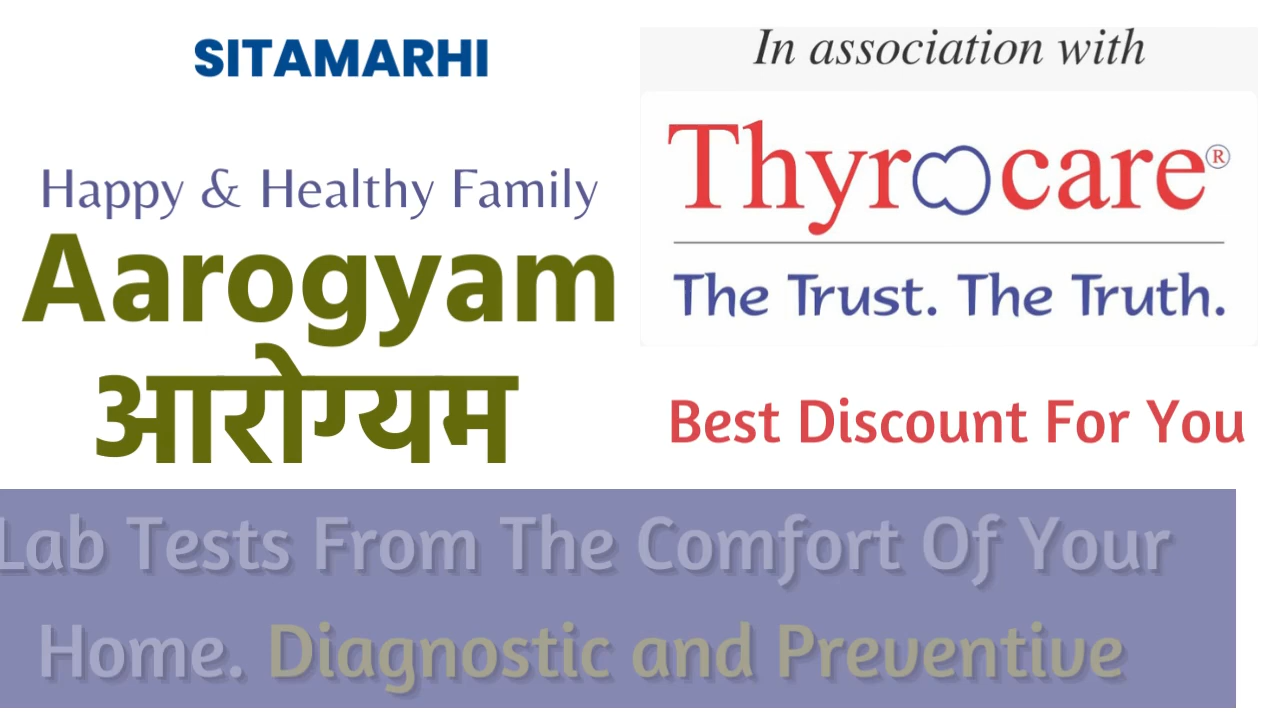 SITAMARHI
Happy & Healthy Family
Aarogyam
आरोग्यम
In association with
Thyrocare®
The Trust. The Truth.
Best Discount For You
Lab Tests From The Comfort Of Your
Home. Diagnostic and Preventive